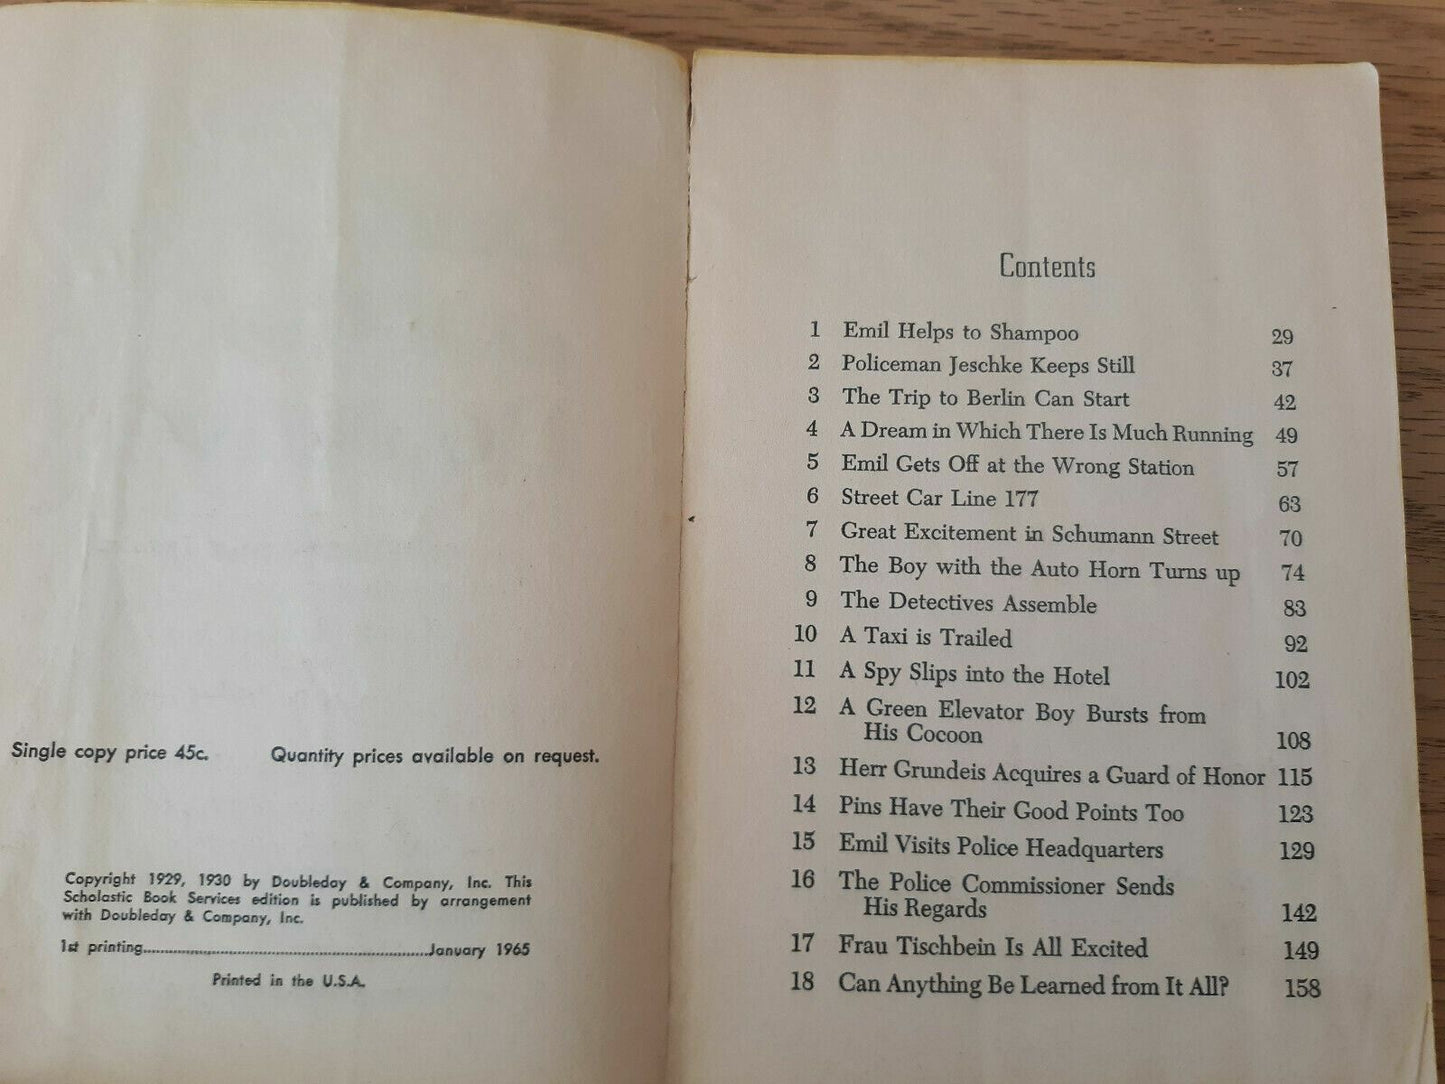 Single copy price 45c. Quantity prices available on request.
Copyright 1929, 1930 by Doubleday & Company, Inc. This
Scholastic Book Services edition is published by arrangement
with Doubleday & Company, Inc.
1st printing........................................................January 1965
Printed in the U.S.A.
Contents
1 Emil Helps to Shampoo 29
2 Policeman Jeschke Keeps Still 37
3 The Trip to Berlin Can Start 42
4 A Dream in Which There Is Much Running 49
5 Emil Gets Off at the Wrong Station 57
6 Street Car Line 177 63
7 Great Excitement in Schumann Street 70
8 The Boy with the Auto Horn Turns up 74
9 The Detectives Assemble 83
10 A Taxi is Trailed 92
11 A Spy Slips into the Hotel 102
12 A Green Elevator Boy Bursts from
His Cocoon 108
13 Herr Grundeis Acquires a Guard of Honor 115
14 Pins Have Their Good Points Too 123
15 Emil Visits Police Headquarters 129
16 The Police Commissioner Sends
His Regards 142
17 Frau Tischbein Is All Excited 149
18 Can Anything Be Learned from It All? 158